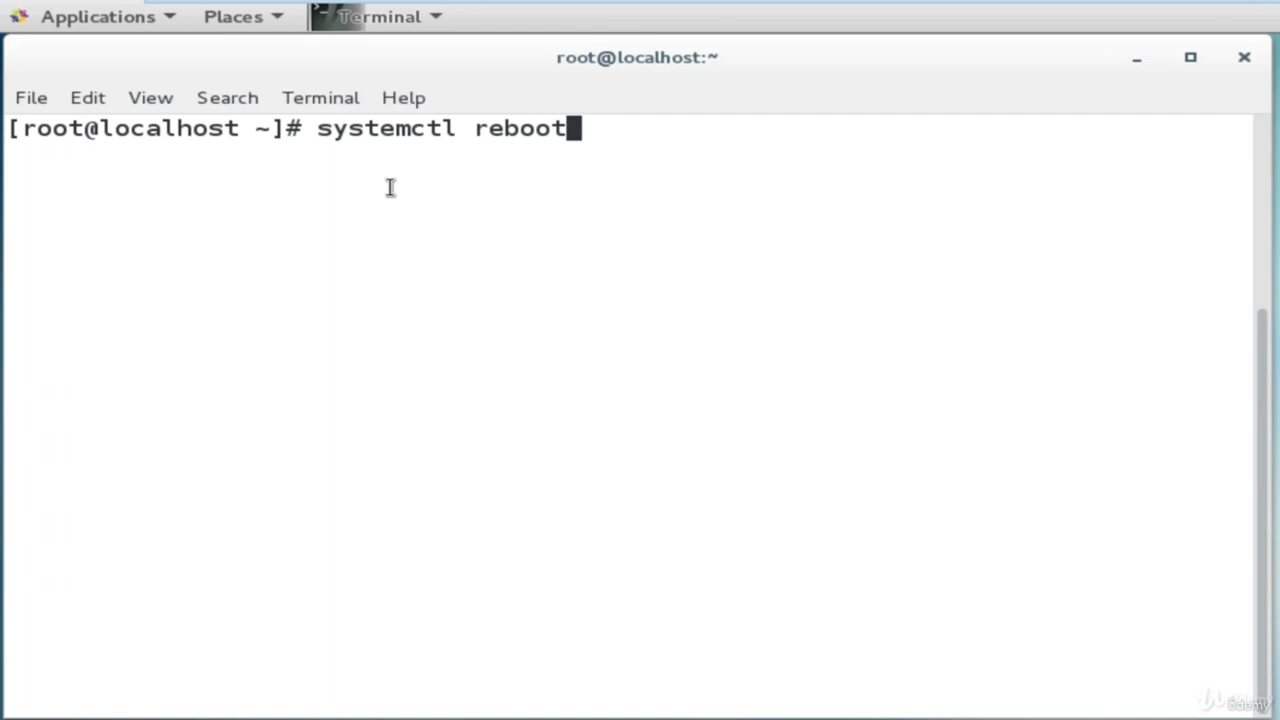 Applications Places Terminal
root@localhost:~
File Edit View Search Terminal Help
[root@localhost ~]# systemctl reboot